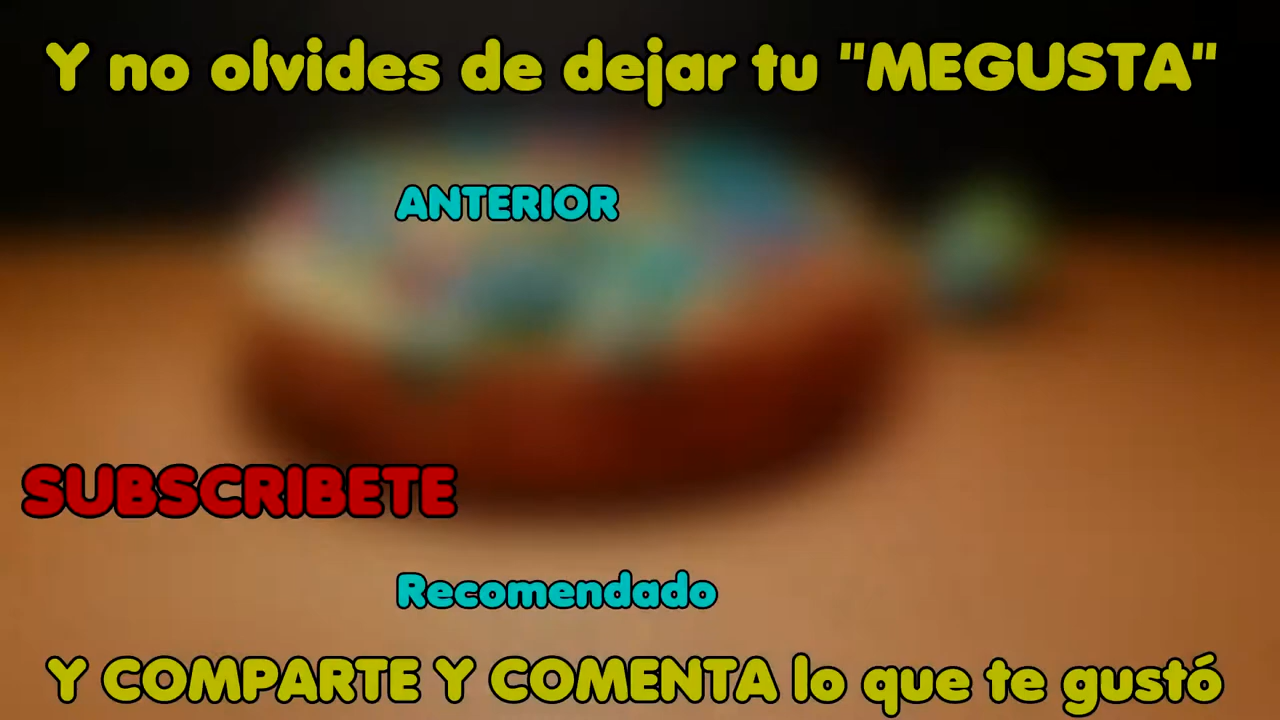 Y no olvides de dejar tu "MEGUSTA"
ANTERIOR
SUBSCRIBETE
Recomendado
Y COMPARTE Y COMENTA lo que te gustó